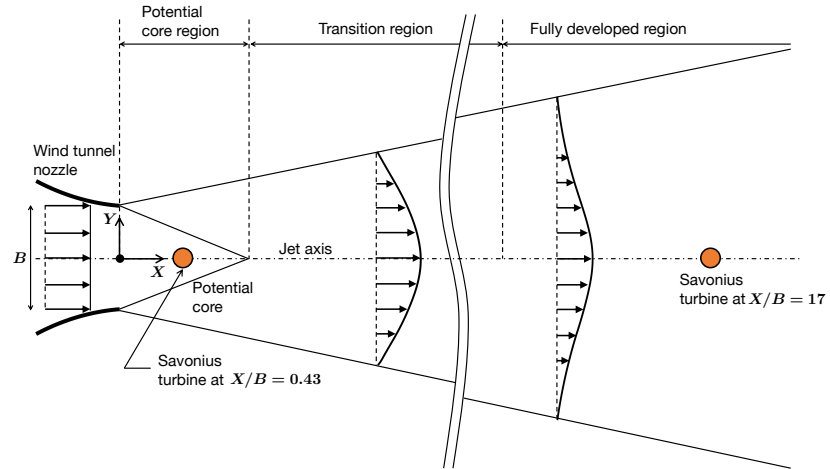 Potential
core region
Transition region
Fully developed region
Wind tunnel
nozzle
Y
B
X
Jet axis
Potential
core
Savonius
turbine at X/B = 17
Savonius
turbine at X/B = 0.43